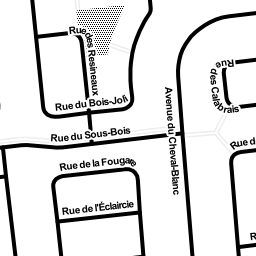 Rue des Resineaux
Rue
des Calabrais
Rue du Bois-Joli
Avenue du Cheval-Blanc
Rue du Sous-Bois
Rue de
Rue de la Fougère
Rue de l'Éclaircie
R